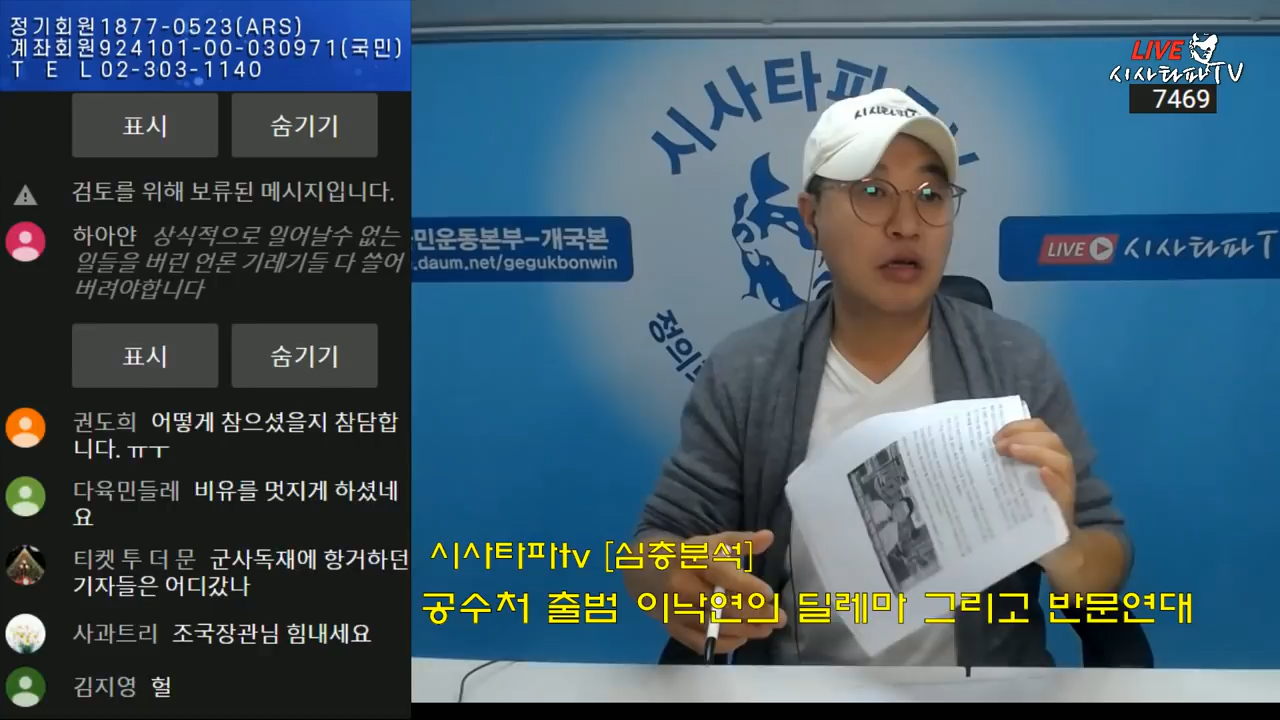 정기회원1877-0523(ARS)
계좌회원924101-00-030971(국민)
T E L 02-303-1140
표시 숨기기
검토를 위해 보류된 메시지입니다.
하아얀 상식적으로 일어날수 없는
일들을 버린 언론 기레기들 다 쓸어
버려야합니다
표시 숨기기
권도희 어떻게 참으셨을지 참담합
니다. ㅠㅜ
다육민들레 비유를 멋지게 하셨네
요
티켓 투 더 문 군사독재에 항거하던
기자들은 어디갔나
사과트리 조국장관님 힘내세요
김지영 헐
LIVE
시사타파TV
7469
시사타파
시사타파
민운동본부-개국본
.daum.net/gegukbonwin
LIVE 시사타파T
정의
시사타파tv [심층분석]
공수처 출범 이낙연의 딜레마 그리고 반문연대